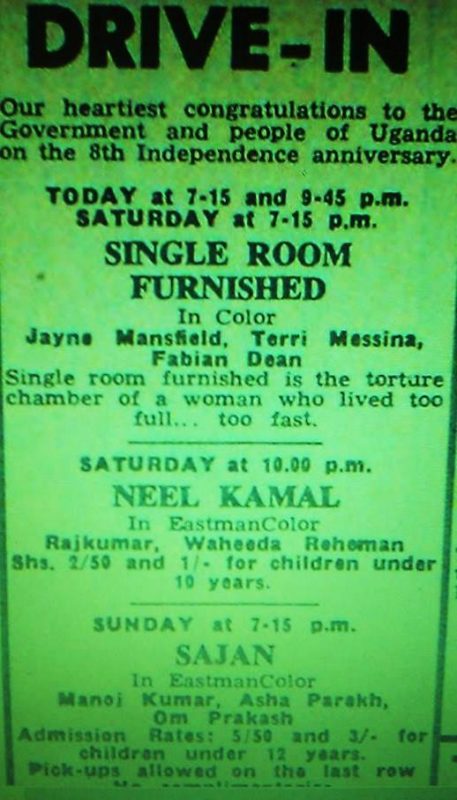 DRIVE-IN
Our heartiest congratulations to the
Government and people of Uganda
on the 8th Independence anniversary.
TODAY at 7-15 and 9-45 p.m.
SATURDAY at 7-15 p.m.
SINGLE ROOM
FURNISHED
In Color
Jayne Mansfield, Terri Messina,
Fabian Dean
Single room furnished is the torture
chamber of a woman who lived too
full... too fast.
SATURDAY at 10.00 p.m.
NEEL KAMAL
In EastmanColor
Rajkumar, Waheeda Reheman
Shs. 2/50 and 1/- for children under
10 years.
SUNDAY at 7-15 p.m.
SAJAN
In EastmanColor
Manoj Kumar, Asha Parekh,
Om Prakash
Admission Rates: 5/50 and 3/- for
children under 12 years.
Pick-ups allowed on the last row